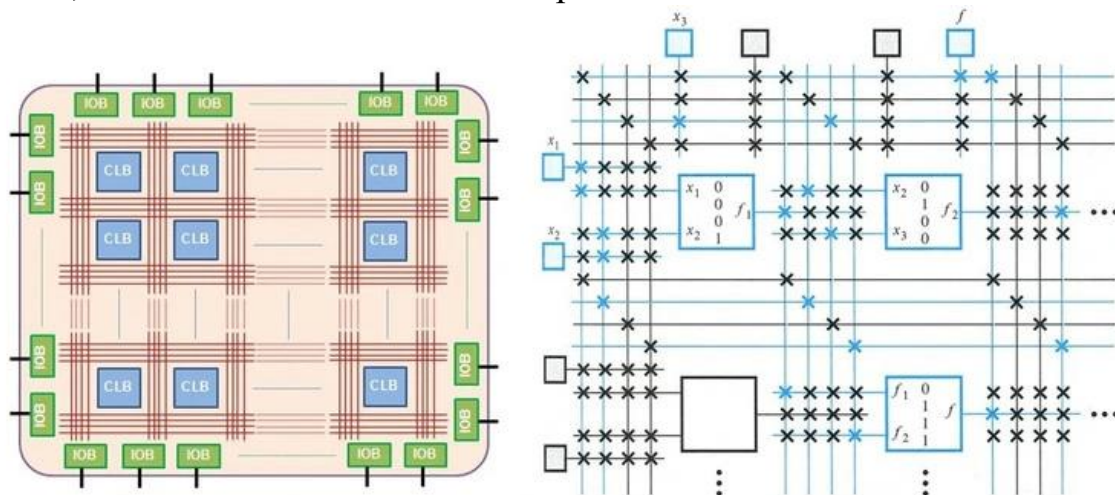 IOB IOB IOB IOB IOB
IOB IOB
CLB CLB CLB
IOB IOB
CLB CLB CLB
IOB IOB
CLB CLB CLB
IOB IOB
IOB IOB IOB IOB IOB
x₃ f
x₁
x₁ 0
0
0 f₁
x₂ 1
x₂ 0
1
0 f₂
x₃ 0
x₂
f₁ 0
1
1 f
f₂ 1